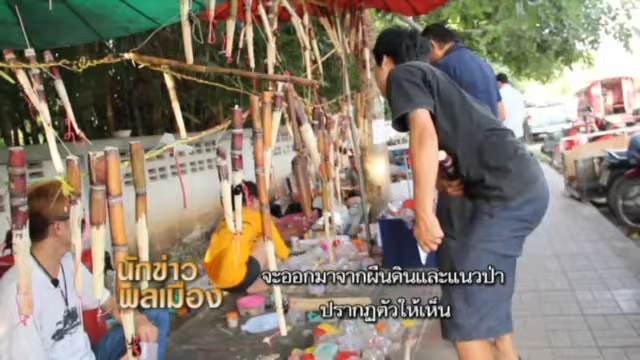 นักข่าว
พลเมือง
จะออกมาจากผืนดินและแนวป่า
ปรากฏตัวให้เห็น